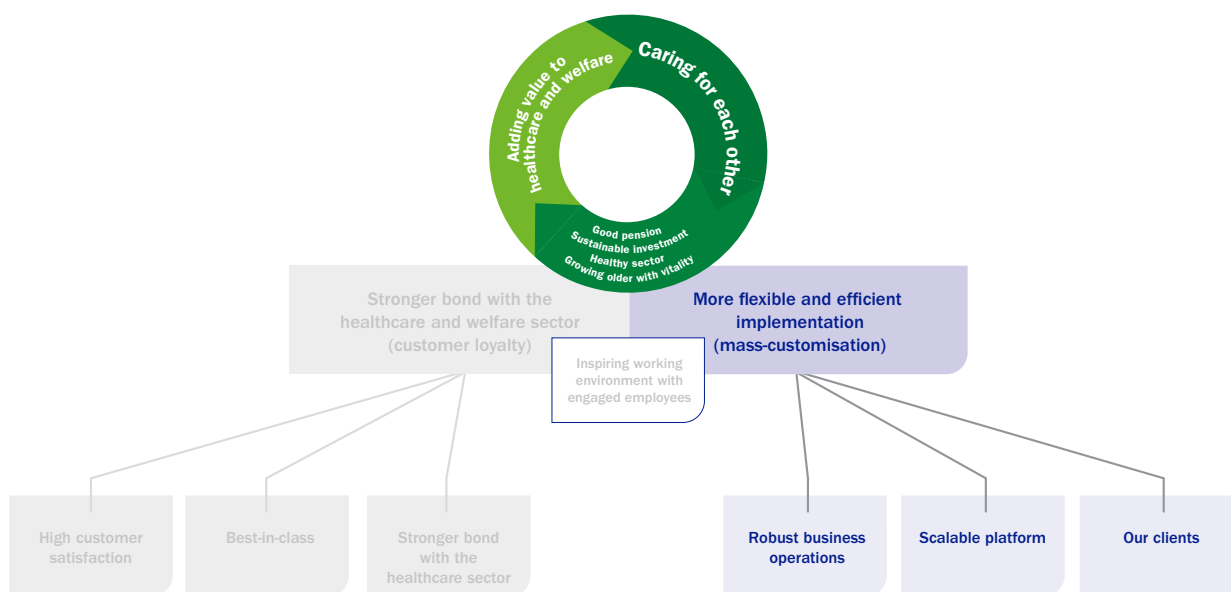 Adding value to
healthcare and welfare
Caring for each other
Good pension
Sustainable investment
Healthy sector
Growing older with vitality
Stronger bond with the
healthcare and welfare sector
(customer loyalty)
More flexible and efficient
implementation
(mass-customisation)
Inspiring working
environment with
engaged employees
High customer
satisfaction
Best-in-class
Stronger bond
with the
healthcare sector
Robust business
operations
Scalable platform
Our clients